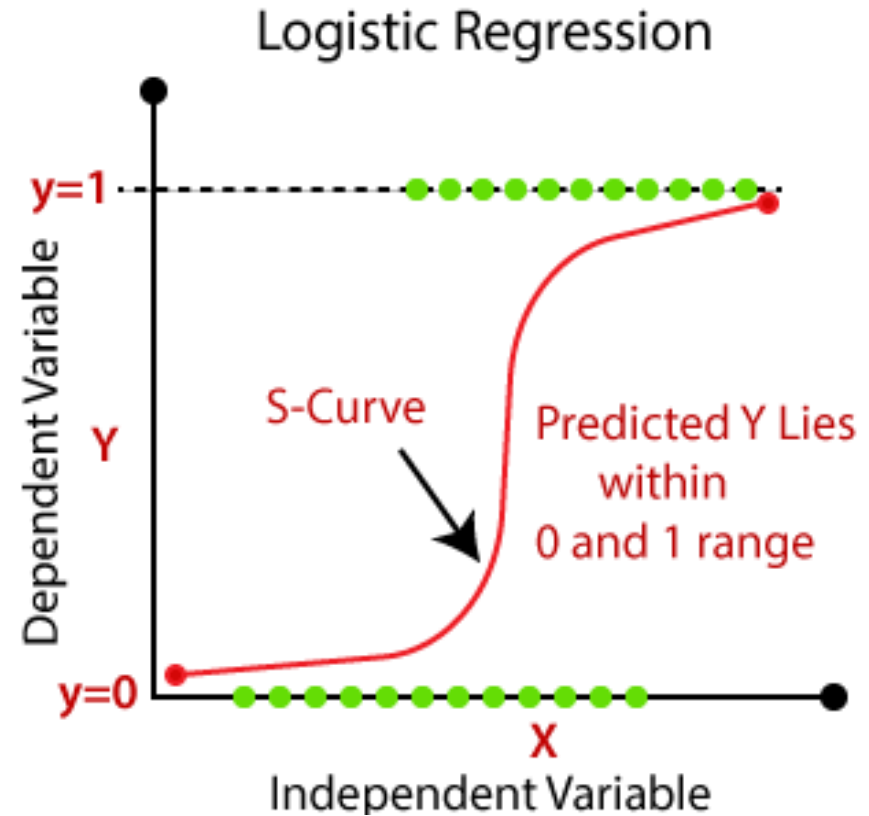 Logistic Regression
y=1
Dependent Variable
Y
S-Curve
Predicted Y Lies
within
0 and 1 range
y=0
X
Independent Variable